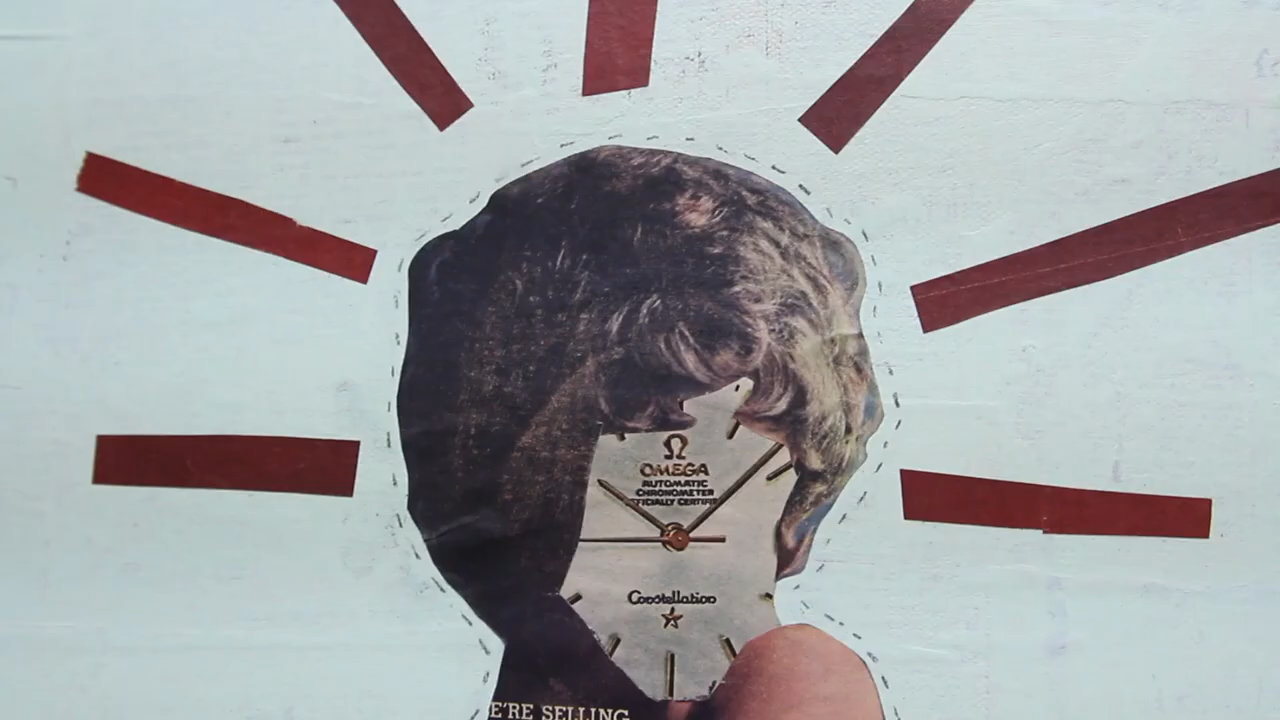 Ω
OMEGA
AUTOMATIC
CHRONOMETER
Constellation
E'RE SELLING